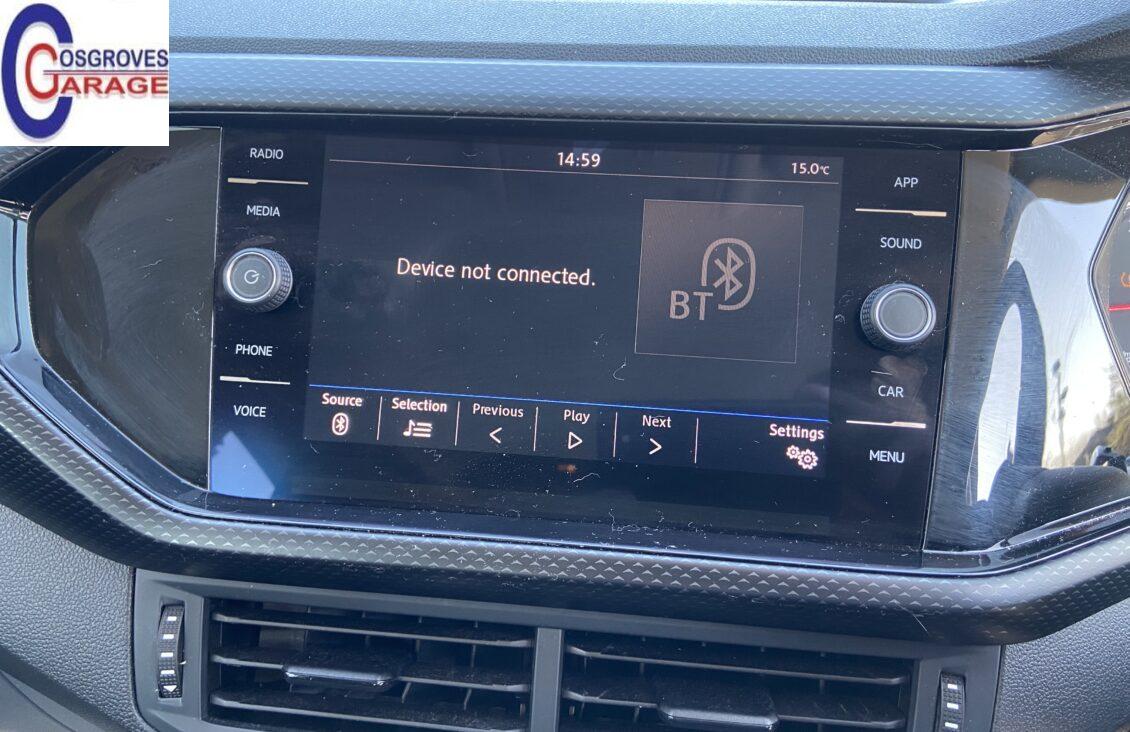 COSGROVES
GARAGE
RADIO
MEDIA
PHONE
VOICE
14:59
15.0°C
Device not connected.
BT
Source
Selection
Previous
Play
Next
Settings
APP
SOUND
CAR
MENU